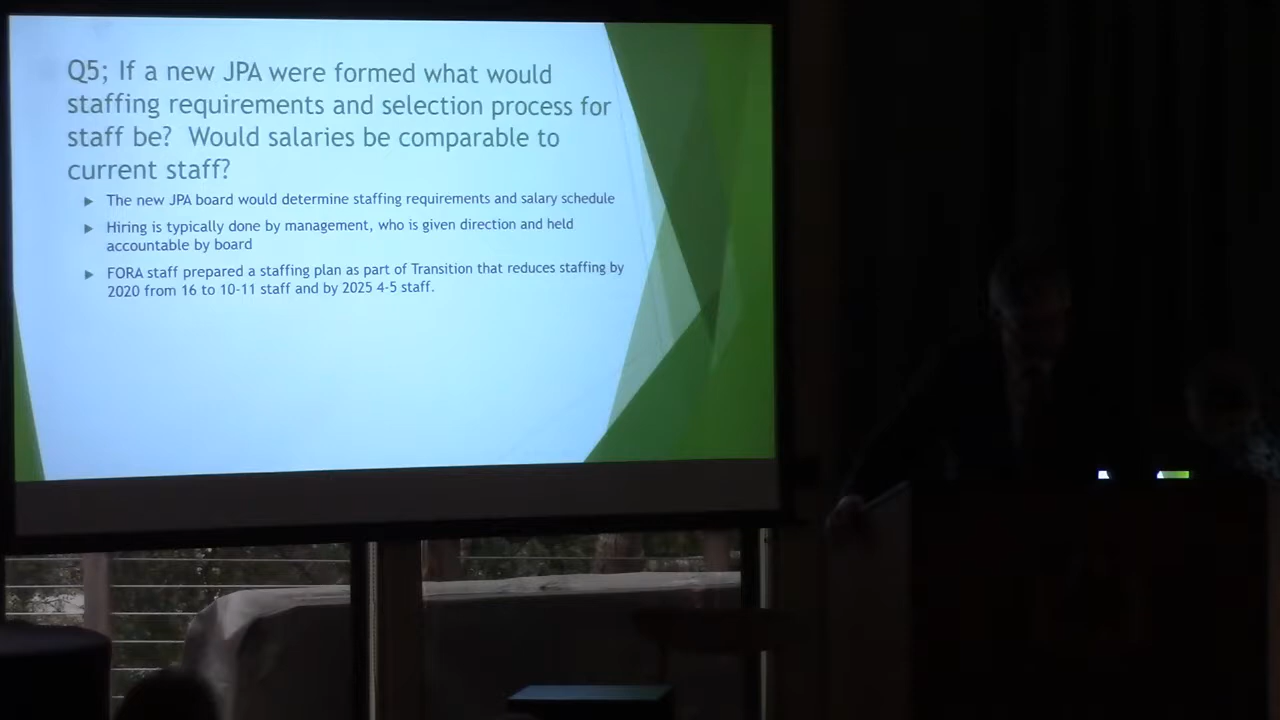 Q5; If a new JPA were formed what would
staffing requirements and selection process for
staff be? Would salaries be comparable to
current staff?
The new JPA board would determine staffing requirements and salary schedule
Hiring is typically done by management, who is given direction and held
accountable by board
FORA staff prepared a staffing plan as part of Transition that reduces staffing by
2020 from 16 to 10-11 staff and by 2025 4-5 staff.